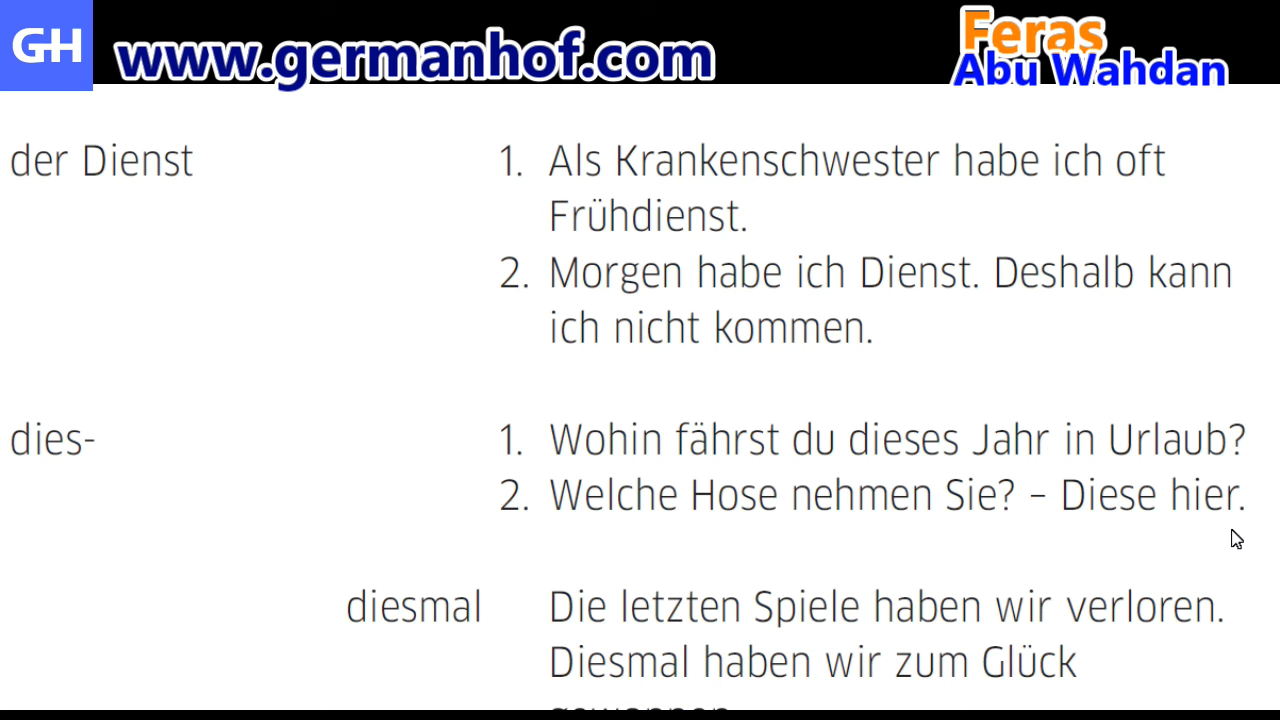 GH www.germanhof.com Feras
Abu Wahdan
der Dienst 1. Als Krankenschwester habe ich oft
Frühdienst.
2. Morgen habe ich Dienst. Deshalb kann
ich nicht kommen.
dies- 1. Wohin fährst du dieses Jahr in Urlaub?
2. Welche Hose nehmen Sie? – Diese hier.
diesmal Die letzten Spiele haben wir verloren.
Diesmal haben wir zum Glück